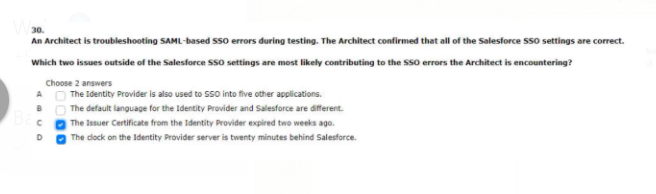 30.
An Architect is troubleshooting SAML-based SSO errors during testing. The Architect confirmed that all of the Salesforce SSO settings are correct.
Which two issues outside of the Salesforce SSO settings are most likely contributing to the SSO errors the Architect is encountering?
Choose 2 answers
A The Identity Provider is also used to SSO into five other applications.
B The default language for the Identity Provider and Salesforce are different.
C The Issuer Certificate from the Identity Provider expired two weeks ago.
D The clock on the Identity Provider server is twenty minutes behind Salesforce.